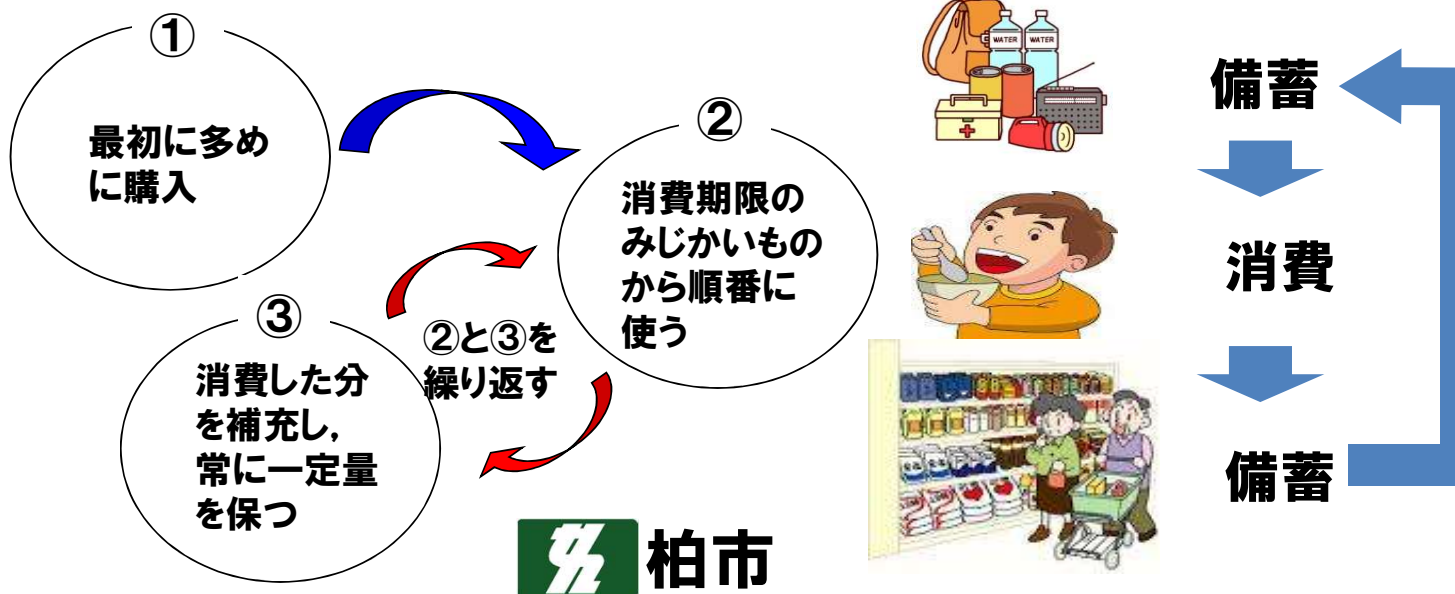 ①
最初に多め
に購入
②
消費期限の
みじかいもの
から順番に
使う
③
消費した分
を補充し,
常に一定量
を保つ
②と③を
繰り返す
WATER WATER
備蓄
消費
備蓄
柏市